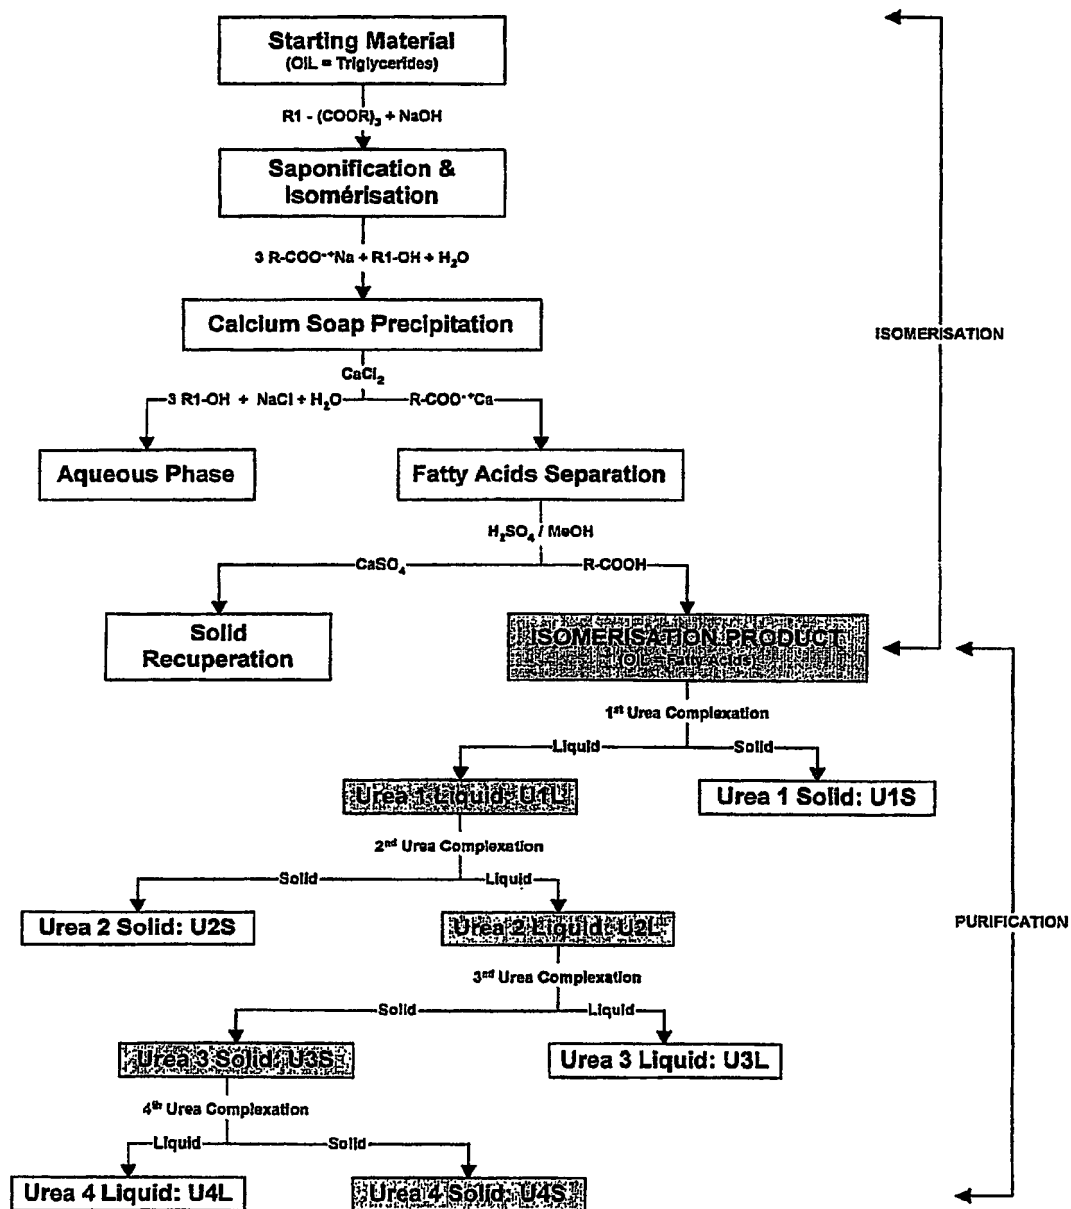 Starting Material
(OIL = Triglycerides)
R1 - (COOR)₃ + NaOH
Saponification &
Isomérisation
3 R-COO⁻⁺Na + R1-OH + H₂O
Calcium Soap Precipitation
CaCl₂
3 R1-OH + NaCl + H₂O
R-COO⁻⁺Ca
Aqueous Phase
Fatty Acids Separation
H₂SO₄ / MeOH
CaSO₄
R-COOH
Solid
Recuperation
ISOMERISATION PRODUCT
(OIL = Fatty Acids)
ISOMERISATION
1ˢᵗ Urea Complexation
Liquid
Solid
Urea 1 Liquid: U1L
Urea 1 Solid: U1S
2ⁿᵈ Urea Complexation
Solid
Liquid
Urea 2 Solid: U2S
Urea 2 Liquid: U2L
PURIFICATION
3ʳᵈ Urea Complexation
Solid
Liquid
Urea 3 Solid: U3S
Urea 3 Liquid: U3L
4ᵗʰ Urea Complexation
Liquid
Solid
Urea 4 Liquid: U4L
Urea 4 Solid: U4S